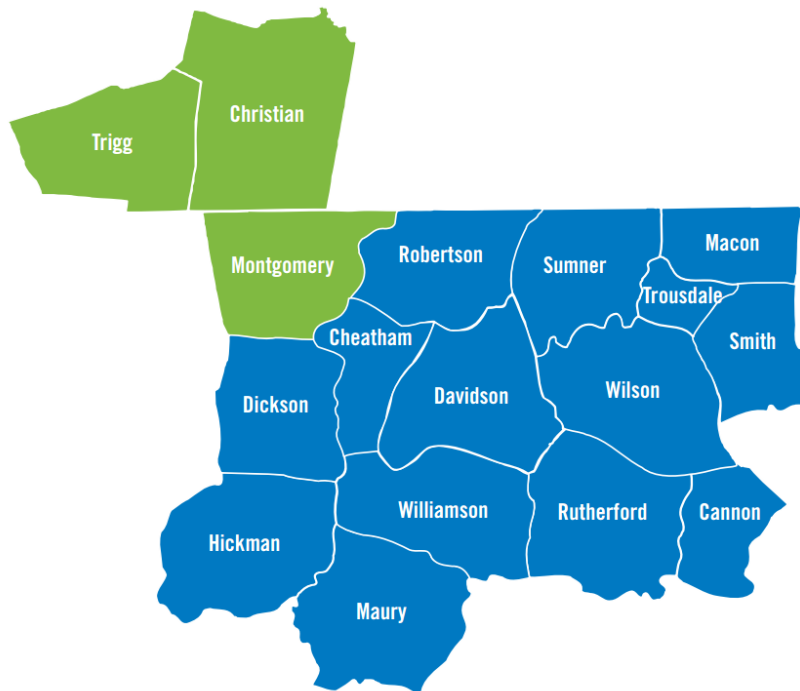 Christian
Trigg
Montgomery
Robertson
Sumner
Macon
Trousdale
Cheatham
Smith
Dickson
Davidson
Wilson
Williamson
Rutherford
Cannon
Hickman
Maury